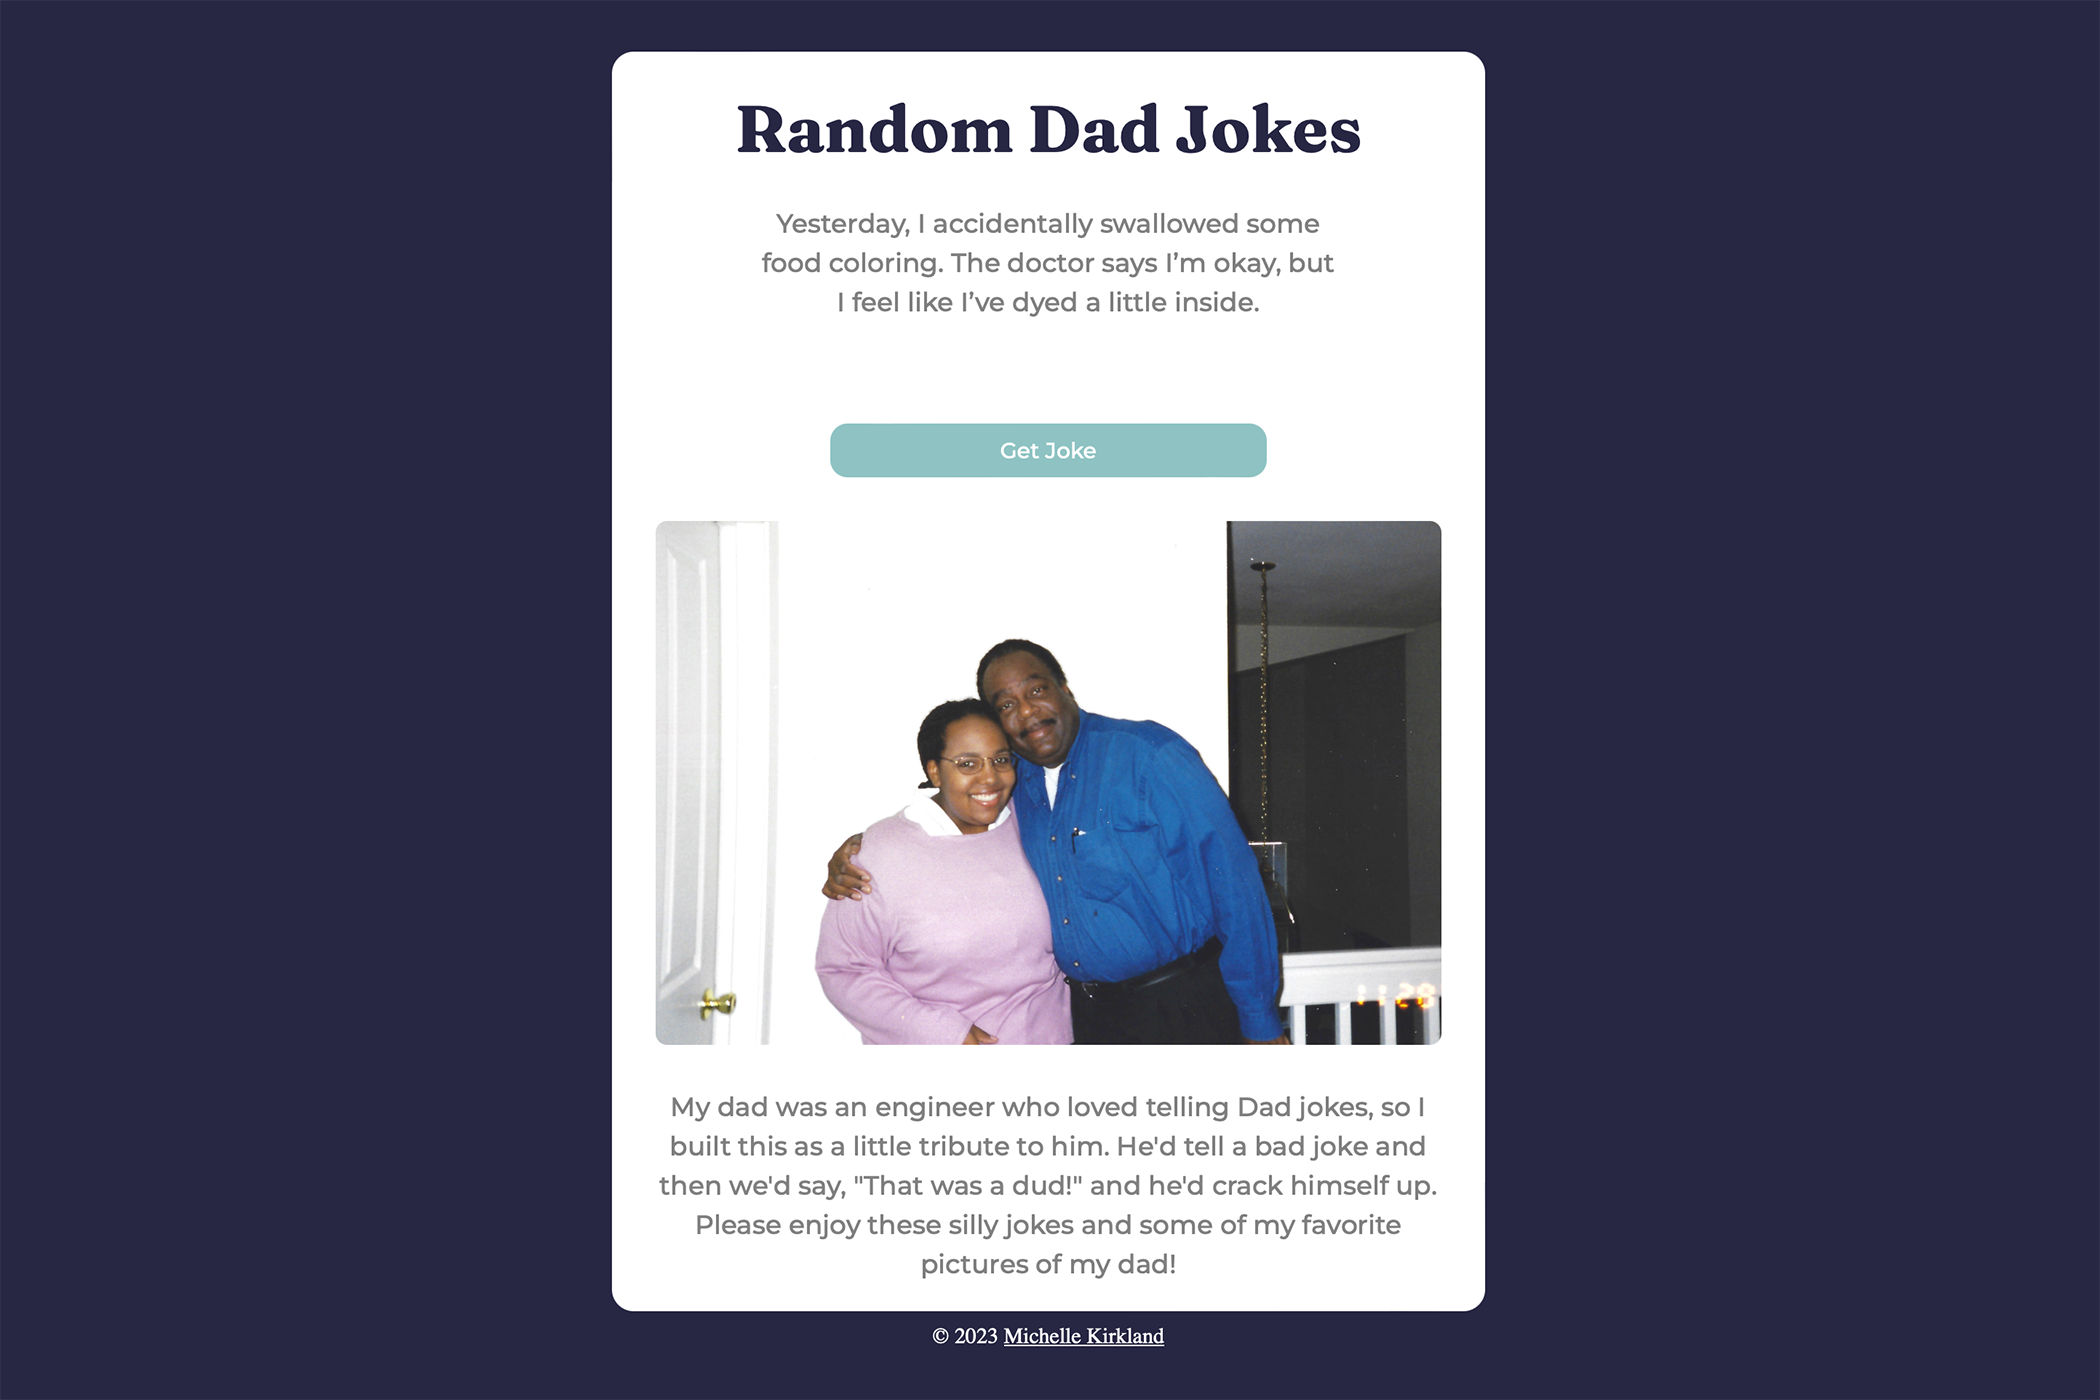 Random Dad Jokes
Yesterday, I accidentally swallowed some
food coloring. The doctor says I’m okay, but
I feel like I’ve dyed a little inside.
Get Joke
11 28
My dad was an engineer who loved telling Dad jokes, so I
built this as a little tribute to him. He'd tell a bad joke and
then we'd say, "That was a dud!" and he'd crack himself up.
Please enjoy these silly jokes and some of my favorite
pictures of my dad!
© 2023 Michelle Kirkland